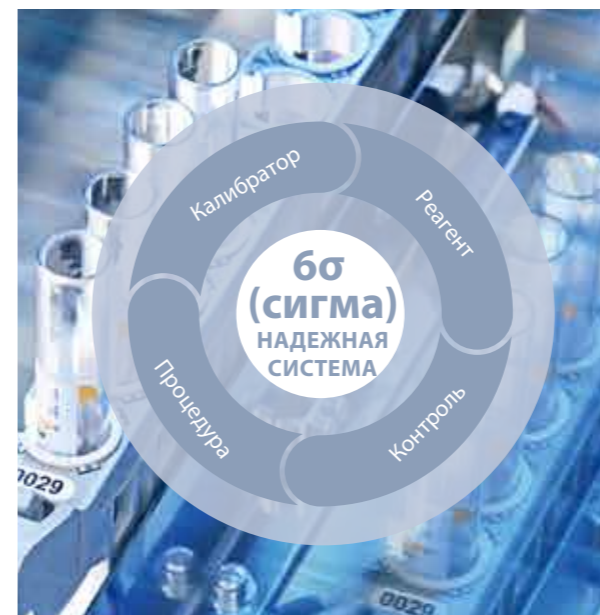 Калибратор
Реагент
6σ
(сигма)
НАДЕЖНАЯ
СИСТЕМА
Процедура
Контроль
0029
0029